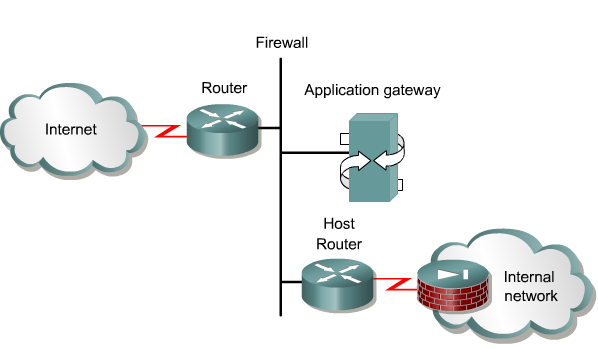 Firewall
Router
Application gateway
Internet
Host
Router
Internal
network